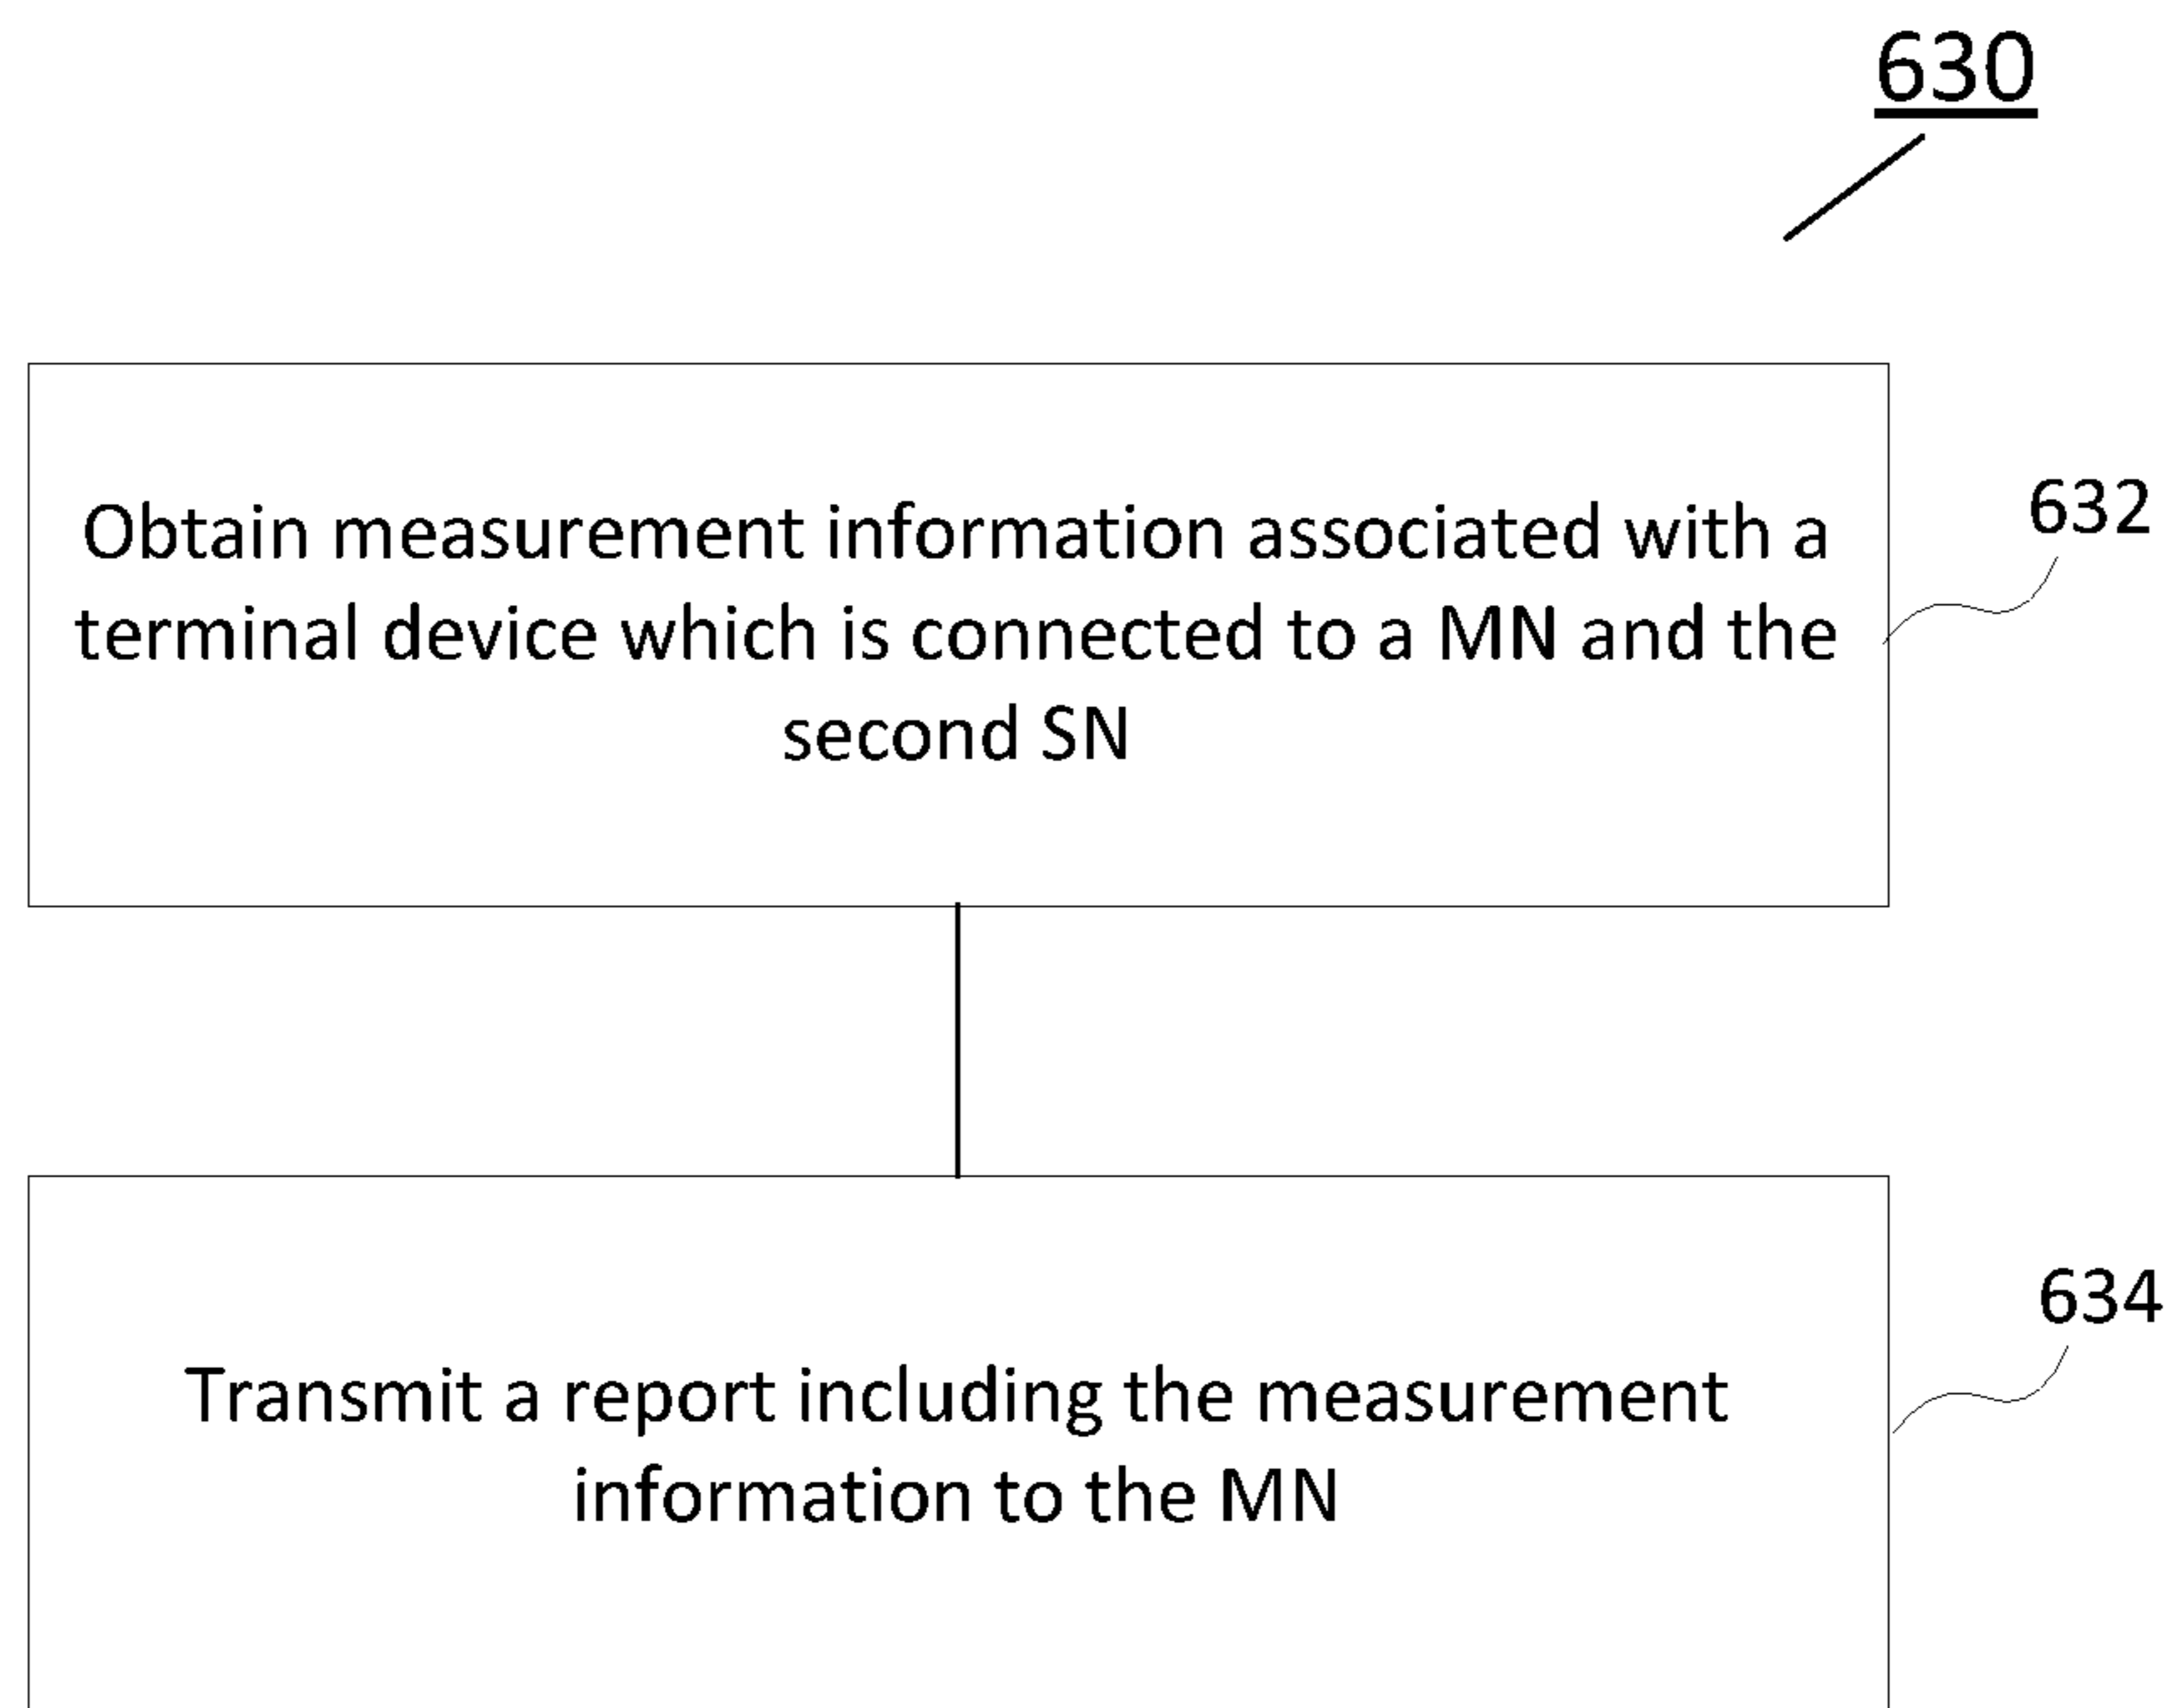 630
Obtain measurement information associated with a
632
terminal device which is connected to a MN and the
second SN
634
Transmit a report including the measurement
information to the MN